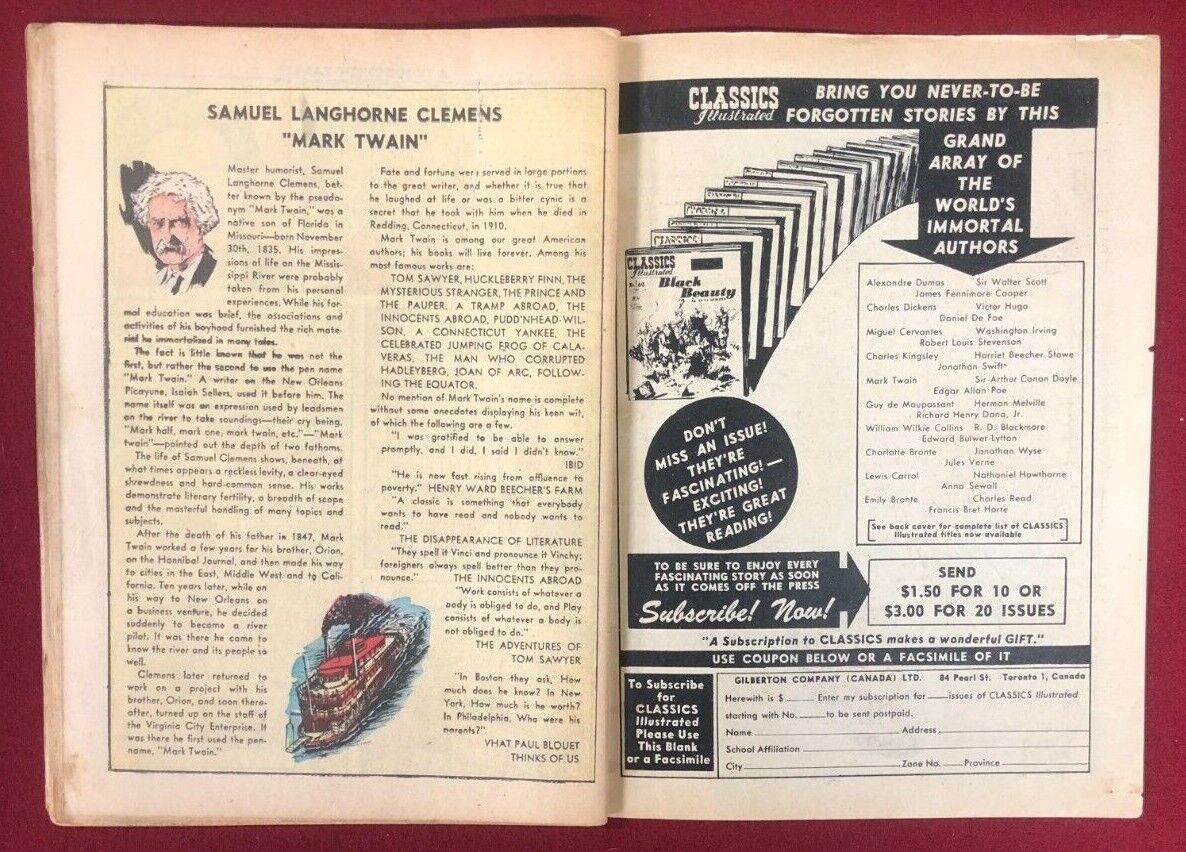 SAMUEL LANGHORNE CLEMENS
"MARK TWAIN"
Master humorist, Samuel
Langhorne Clemens, bet-
ter known by the pseudo-
nym "Mark Twain," was a
native son of Florida in
Missouri—born November
30th, 1835. His impres-
sions of life on the Missis-
sippi River were probably
taken from his personal
experiences. While his for-
mal education was brief, the associations and
activities of his boyhood furnished the rich mate-
rial he immortalized in many tales.
The fact is little known that he was not the
first, but rather the second to use the pen name
"Mark Twain." A writer on the New Orleans
Picayune, Isaiah Sellers, used it before him. The
name itself was an expression used by leadsmen
on the river to take soundings—their cry being,
"Mark half, mark one, mark twain, etc."—"Mark
twain"—pointed out the depth of two fathoms.
The life of Samuel Clemens shows, beneath, at
what times appears a reckless levity, a clear-eyed
shrewdness and hard-common sense. His works
demonstrate literary fertility, a breadth of scope
and the masterful handling of many topics and
subjects.
After the death of his father in 1847, Mark
Twain worked a few years for his brother, Orion,
on the Hannibal Journal, and then made his way
to cities in the East, Middle West and to Cali-
fornia. Ten years later, while on
his way to New Orleans on
a business venture, he decided
suddenly to become a river
pilot. It was there he came to
know the river and its people so
well.
Clemens later returned to
work on a project with his
brother, Orion, and soon there-
after, turned up on the staff of
the Virginia City Enterprise. It
was there he first used the pen-
name, "Mark Twain."
Fate and fortune were served in large portions
to the great writer, and whether it is true that
he laughed at life or was a bitter cynic is a
secret that he took with him when he died in
Redding, Connecticut, in 1910.
Mark Twain is among our great American
authors; his books will live forever. Among his
most famous works are:
TOM SAWYER, HUCKLEBERRY FINN, THE
MYSTERIOUS STRANGER, THE PRINCE AND
THE PAUPER, A TRAMP ABROAD, THE
INNOCENTS ABROAD, PUDD'NHEAD-WIL-
SON, A CONNECTICUT YANKEE, THE
CELEBRATED JUMPING FROG OF CALA-
VERAS, THE MAN WHO CORRUPTED
HADLEYBERG, JOAN OF ARC, FOLLOW-
ING THE EQUATOR.
No mention of Mark Twain's name is complete
without some anecdotes displaying his keen wit,
of which the following are a few.
"I was gratified to be able to answer
promptly, and I did. I said I didn't know."
IBID
"He is now fast rising from affluence to
poverty." HENRY WARD BEECHER'S FARM
"A classic is something that everybody
wants to have read and nobody wants to
read."
THE DISAPPEARANCE OF LITERATURE
"They spell it Vinci and pronounce it Vinchy;
foreigners always spell better than they pro-
nounce." THE INNOCENTS ABROAD
"Work consists of whatever a
body is obliged to do, and Play
consists of whatever a body is
not obliged to do."
THE ADVENTURES OF
TOM SAWYER
"In Boston they ask, How
much does he know? In New
York, How much is he worth?
In Philadelphia, Who were his
parents?"
VHAT PAUL BLOUET
THINKS OF US
CLASSICS
Illustrated
BRING YOU NEVER-TO-BE
FORGOTTEN STORIES BY THIS
GRAND
ARRAY OF
THE
WORLD'S
IMMORTAL
AUTHORS
CLASSICS
CLASSICS
Illustrated
Black
Beauty
Alexandre Dumas Sir Walter Scott
James Fennimore Cooper
Charles Dickens Victor Hugo
Daniel De Foe
Miguel Cervantes Washington Irving
Robert Louis Stevenson
Charles Kingsley Harriet Beecher Stowe
Jonathan Swift
Mark Twain Sir Arthur Conan Doyle
Edgar Allan Poe
Guy de Maupassant Herman Melville
Richard Henry Dana, Jr.
William Wilkie Collins R. D. Blackmore
Edward Bulwer-Lytton
Charlotte Bronte Jonathan Wyse
Jules Verne
Lewis Carrol Nathaniel Hawthorne
Anna Sewall
Emily Bronte Charles Read
Francis Bret Harte
See back cover for complete list of CLASSICS
Illustrated titles now available
DON'T
MISS AN ISSUE!
THEY'RE
FASCINATING!—
EXCITING!
THEY'RE GREAT
READING!
TO BE SURE TO ENJOY EVERY
FASCINATING STORY AS SOON
AS IT COMES OFF THE PRESS
Subscribe! Now!
SEND
$1.50 FOR 10 OR
$3.00 FOR 20 ISSUES
"A Subscription to CLASSICS makes a wonderful GIFT."
USE COUPON BELOW OR A FACSIMILE OF IT
To Subscribe
for
CLASSICS
Illustrated
Please Use
This Blank
or a Facsimile
GILBERTON COMPANY (CANADA) LTD. 84 Pearl St. Toronto 1, Canada
Herewith is $ Enter my subscription for issues of CLASSICS Illustrated
starting with No. to be sent postpaid.
Name Address
School Affiliation
City Zone No. Province